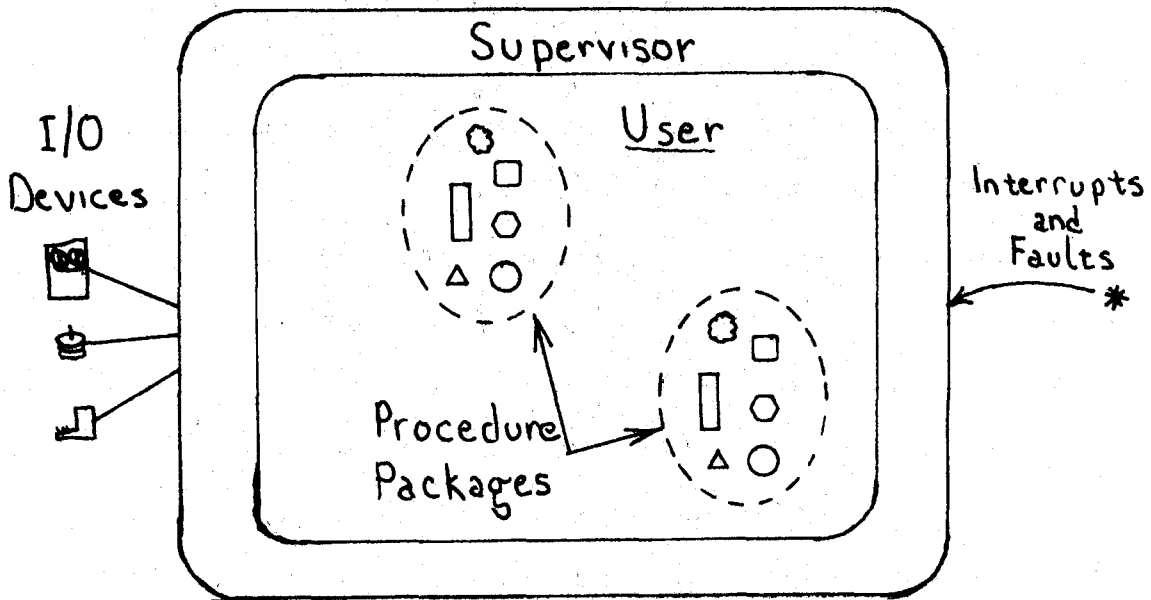 Supervisor
User
I/O
Devices
Interrupts
and
Faults
Procedure
Packages